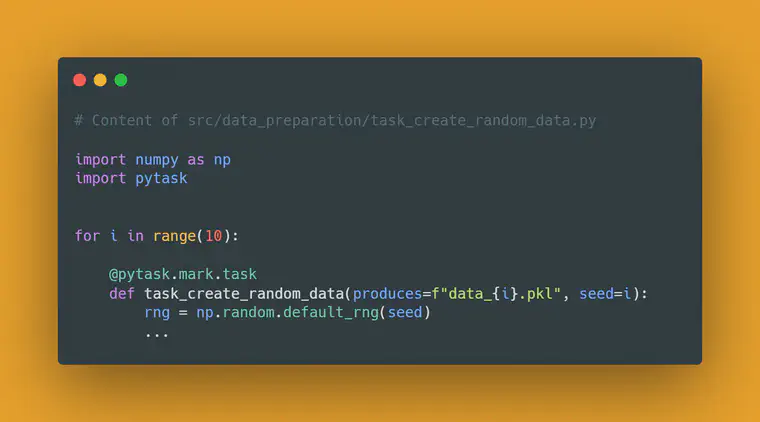 # Content of src/data_preparation/task_create_random_data.py
import numpy as np
import pytask
for i in range(10):
    @pytask.mark.task
    def task_create_random_data(produces=f"data_{i}.pkl", seed=i):
        rng = np.random.default_rng(seed)
        ...